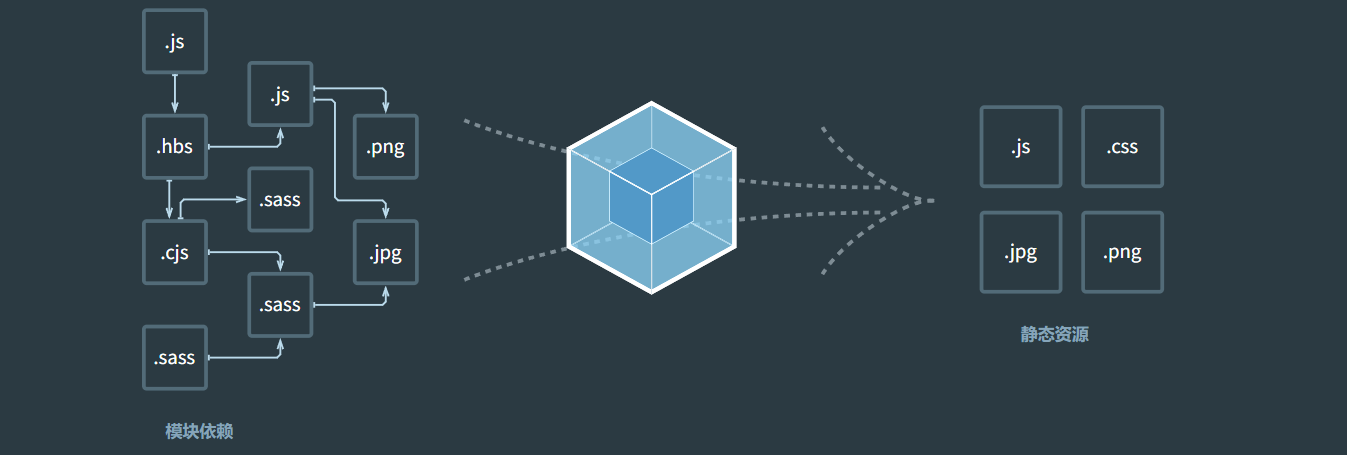 .js
.js
.hbs
.png
.sass
.cjs
.jpg
.sass
.sass
模块依赖
.js
.css
.jpg
.png
静态资源